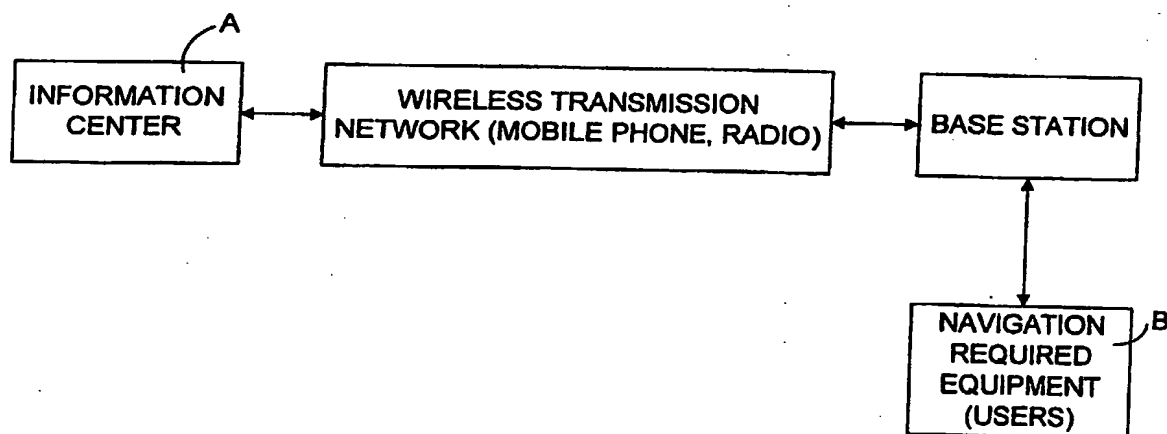 A
INFORMATION
CENTER
WIRELESS TRANSMISSION
NETWORK (MOBILE PHONE, RADIO)
BASE STATION
NAVIGATION
REQUIRED
EQUIPMENT
(USERS)
B